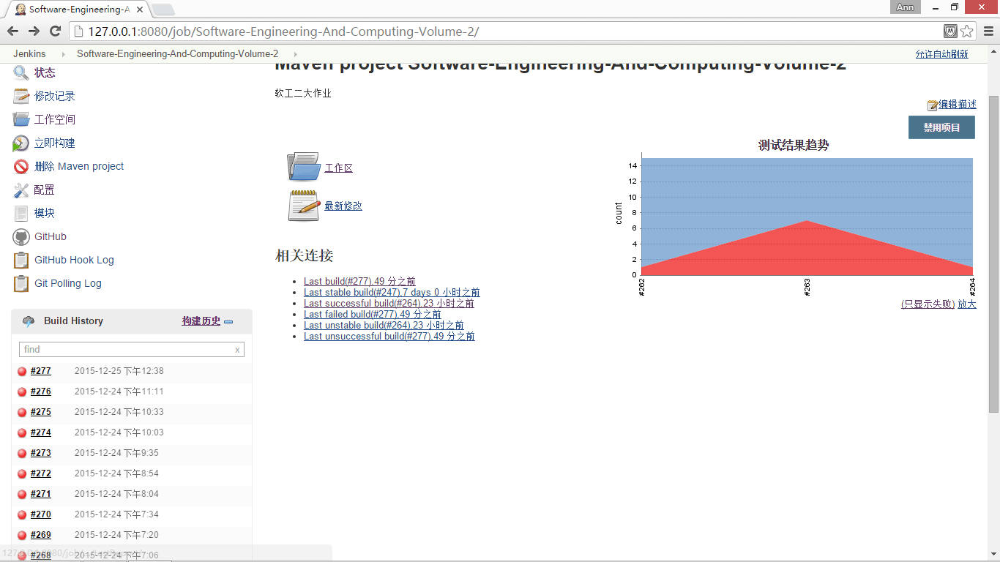 Software-Engineering-A
Ann
127.0.0.1:8080/job/Software-Engineering-And-Computing-Volume-2/
Jenkins
Software-Engineering-And-Computing-Volume-2
允许自动刷新
状态
修改记录
工作空间
立即构建
删除 Maven project
配置
模块
GitHub
GitHub Hook Log
Git Polling Log
Build History
构建历史
find
x
#277 2015-12-25 下午12:38
#276 2015-12-24 下午11:11
#275 2015-12-24 下午10:33
#274 2015-12-24 下午10:03
#273 2015-12-24 下午9:35
#272 2015-12-24 下午8:54
#271 2015-12-24 下午8:04
#270 2015-12-24 下午7:34
#269 2015-12-24 下午7:20
#268 2015-12-24 下午7:06
Maven project Software-Engineering-And-Computing-Volume-2
软工二大作业
编辑描述
禁用项目
工作区
最新修改
相关连接
Last build(#277),49 分之前
Last stable build(#247),7 days 0 小时之前
Last successful build(#264),23 小时之前
Last failed build(#277),49 分之前
Last unstable build(#264),23 小时之前
Last unsuccessful build(#277),49 分之前
测试结果趋势
count
14
12
10
8
6
4
2
0
#262
#263
#264
(只显示失败) 放大